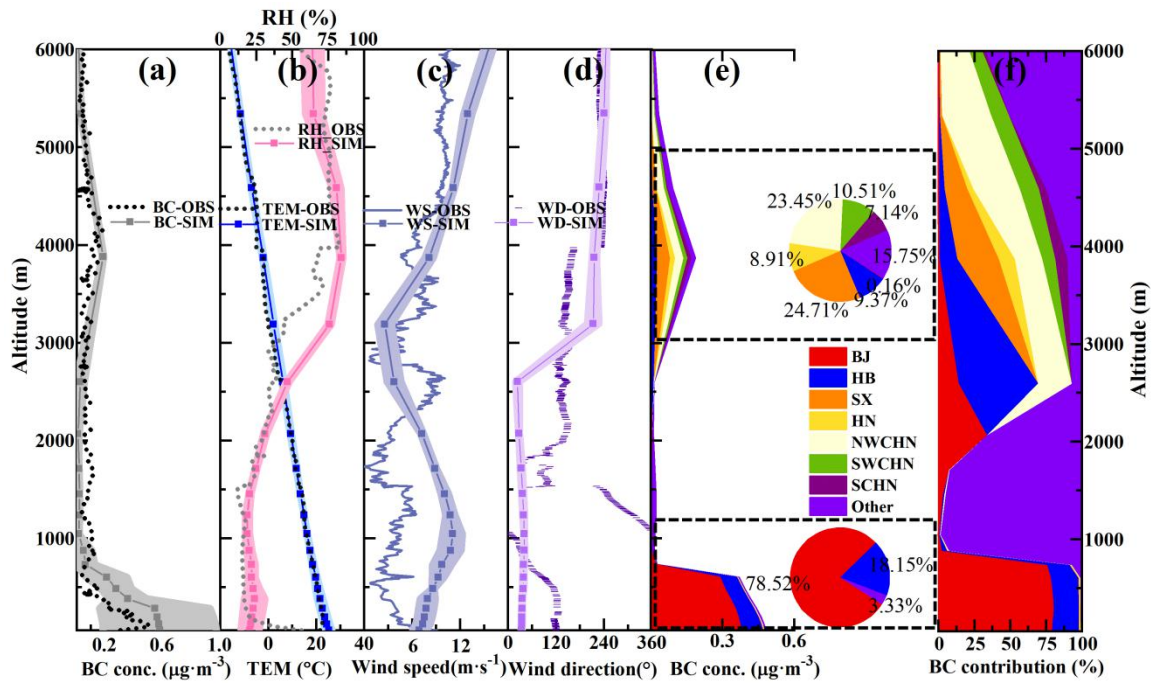 RH (%)
0 25 50 75 100
6000
5000
4000
3000
2000
1000
Altitude (m)
(a)
(b)
(c)
(d)
(e)
(f)
RH_OBS
RH_SIM
BC-OBS
BC-SIM
TEM-OBS
TEM-SIM
WS-OBS
WS-SIM
WD-OBS
WD-SIM
10.51%
23.45%
7.14%
15.75%
8.91%
0.16%
9.37%
24.71%
BJ
HB
SX
HN
NWCHN
SWCHN
SCHN
Other
78.52%
18.15%
3.33%
6000
5000
4000
3000
2000
1000
Altitude (m)
0.2 0.6 1.0
BC conc. (μg·m-3)
0 20
TEM (°C)
6 12
Wind speed(m·s-1)
0 120 240 360
Wind direction(°)
0.3 0.6
BC conc. (μg·m-3)
0 25 50 75 100
BC contribution (%)